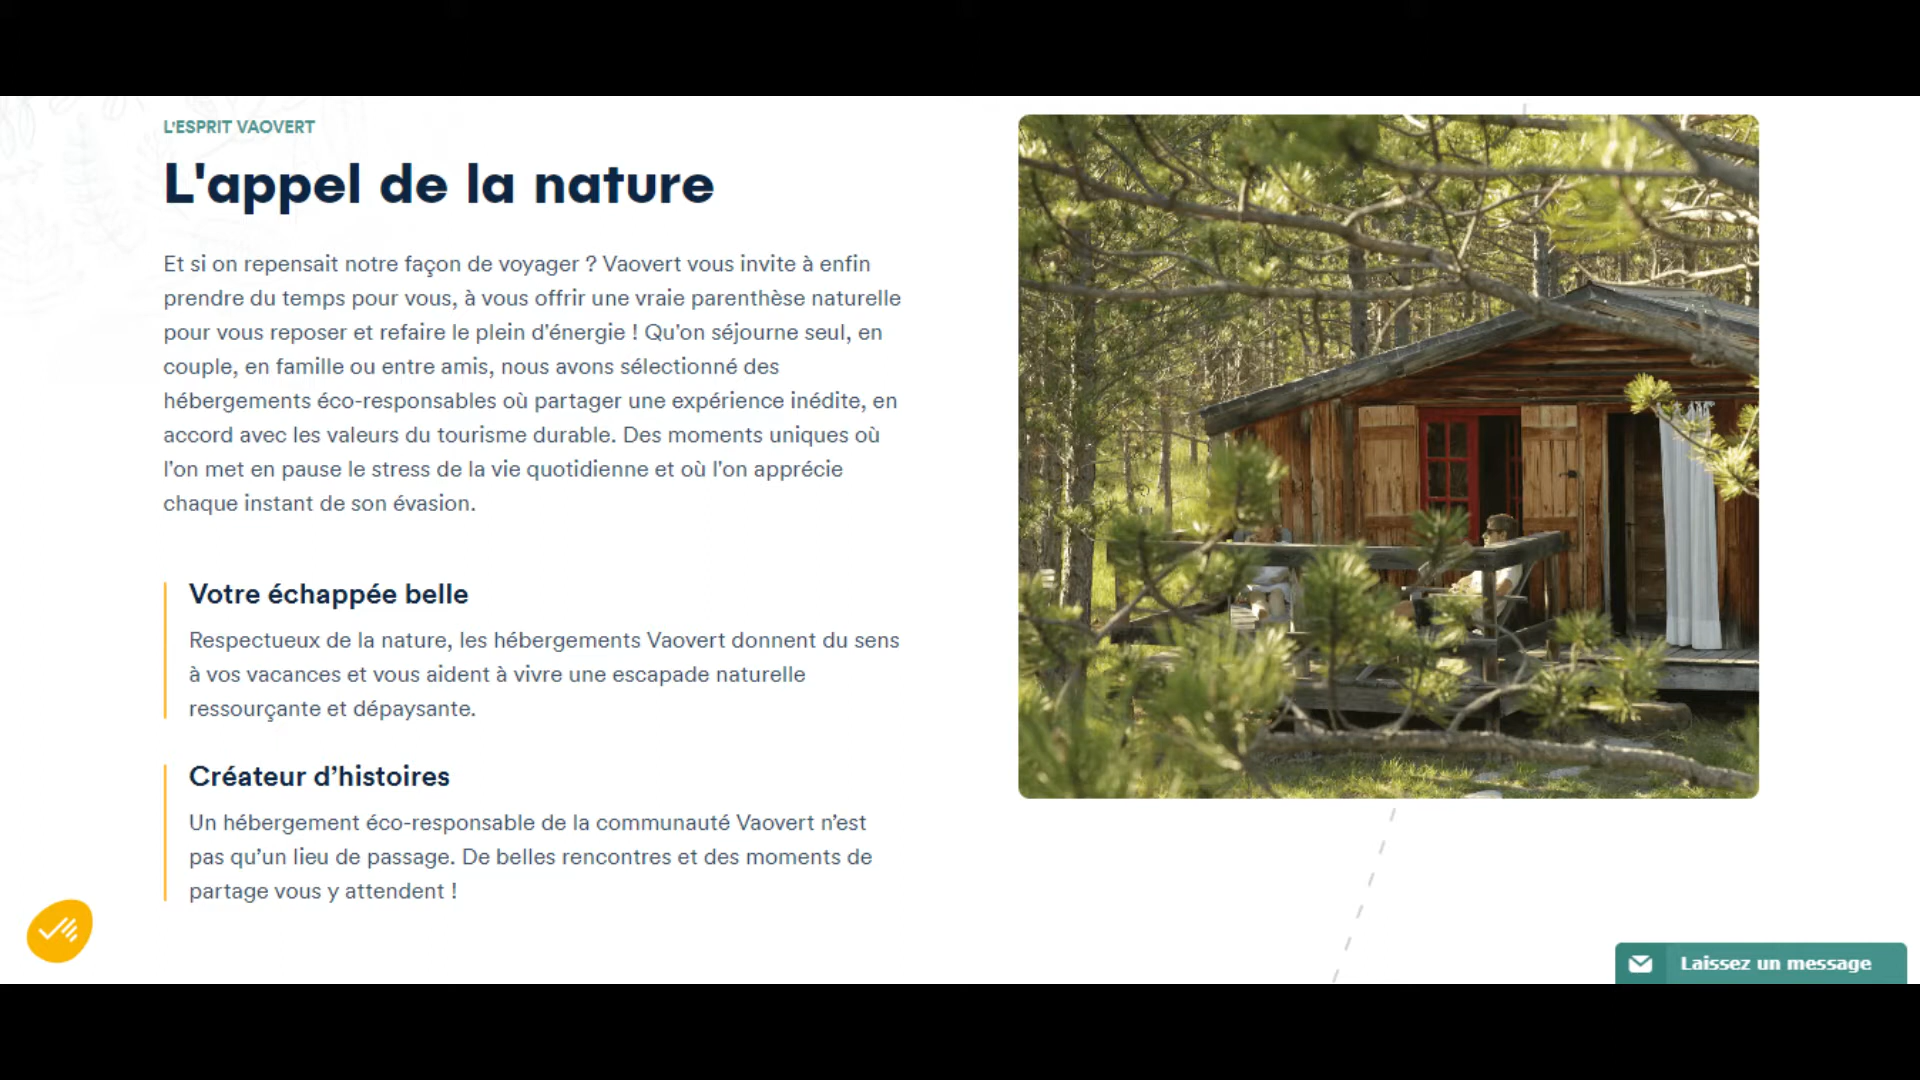 L'ESPRIT VAOVERT
L'appel de la nature
Et si on repensait notre façon de voyager ? Vaovert vous invite à enfin
prendre du temps pour vous, à vous offrir une vraie parenthèse naturelle
pour vous reposer et refaire le plein d'énergie ! Qu'on séjourne seul, en
couple, en famille ou entre amis, nous avons sélectionné des
hébergements éco-responsables où partager une expérience inédite, en
accord avec les valeurs du tourisme durable. Des moments uniques où
l'on met en pause le stress de la vie quotidienne et où l'on apprécie
chaque instant de son évasion.
Votre échappée belle
Respectueux de la nature, les hébergements Vaovert donnent du sens
à vos vacances et vous aident à vivre une escapade naturelle
ressourçante et dépaysante.
Créateur d’histoires
Un hébergement éco-responsable de la communauté Vaovert n’est
pas qu’un lieu de passage. De belles rencontres et des moments de
partage vous y attendent !
Laissez un message